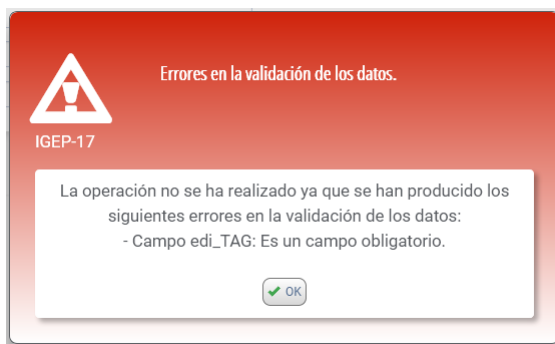 Errores en la validación de los datos.
IGEP-17
La operación no se ha realizado ya que se han producido los
siguientes errores en la validación de los datos:
- Campo edi_TAG: Es un campo obligatorio.
OK